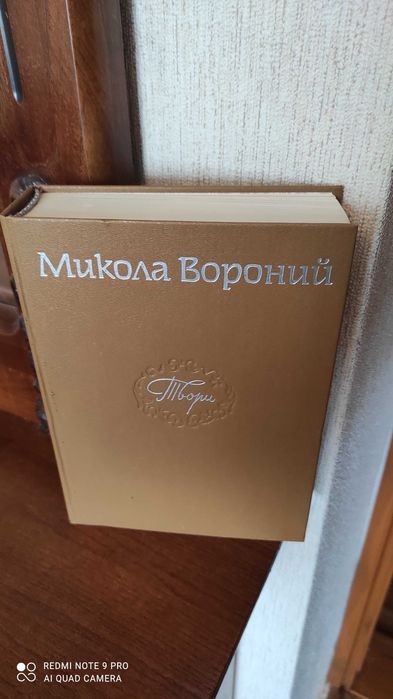 Микола Вороний
Твори
REDMI NOTE 9 PRO
AI QUAD CAMERA